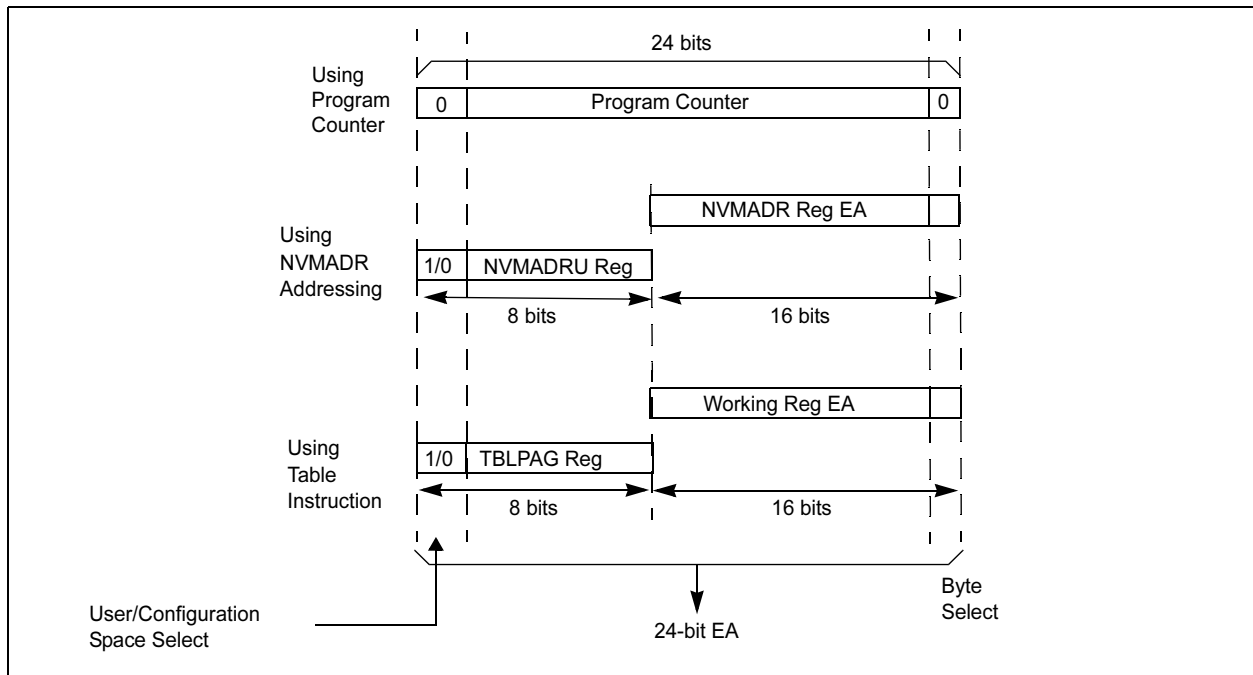 24 bits
Using
Program
Counter
0
Program Counter
0
NVMADR Reg EA
Using
NVMADR
Addressing
1/0
NVMADRU Reg
8 bits
16 bits
Working Reg EA
Using
Table
Instruction
1/0
TBLPAG Reg
8 bits
16 bits
User/Configuration
Space Select
24-bit EA
Byte
Select